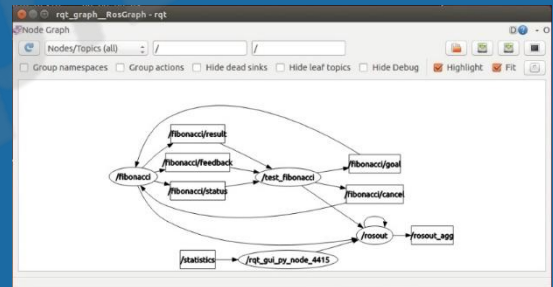 rqt_graph__RosGraph - rqt
Node Graph
D - O
Nodes/Topics (all) / /
Group namespaces Group actions Hide dead sinks Hide leaf topics Hide Debug Highlight Fit
/fibonacci/result
/fibonacci/feedback
/fibonacci/goal
/fibonacci
/test_fibonacci
/fibonacci/status
/fibonacci/cancel
/rosout
/rosout_agg
/statistics
/rqt_gui_py_node_4415